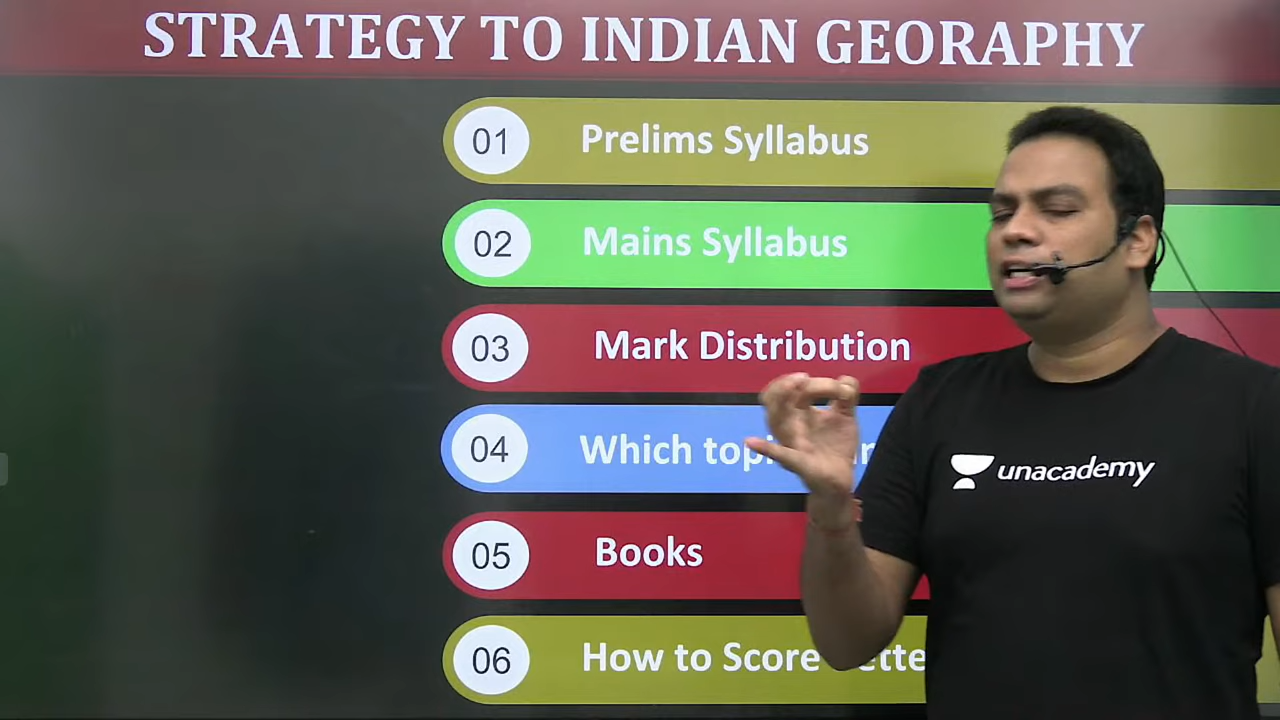 STRATEGY TO INDIAN GEORAPHY
01 Prelims Syllabus
02 Mains Syllabus
03 Mark Distribution
04 Which
05 Books
06 How to Score
unacademy